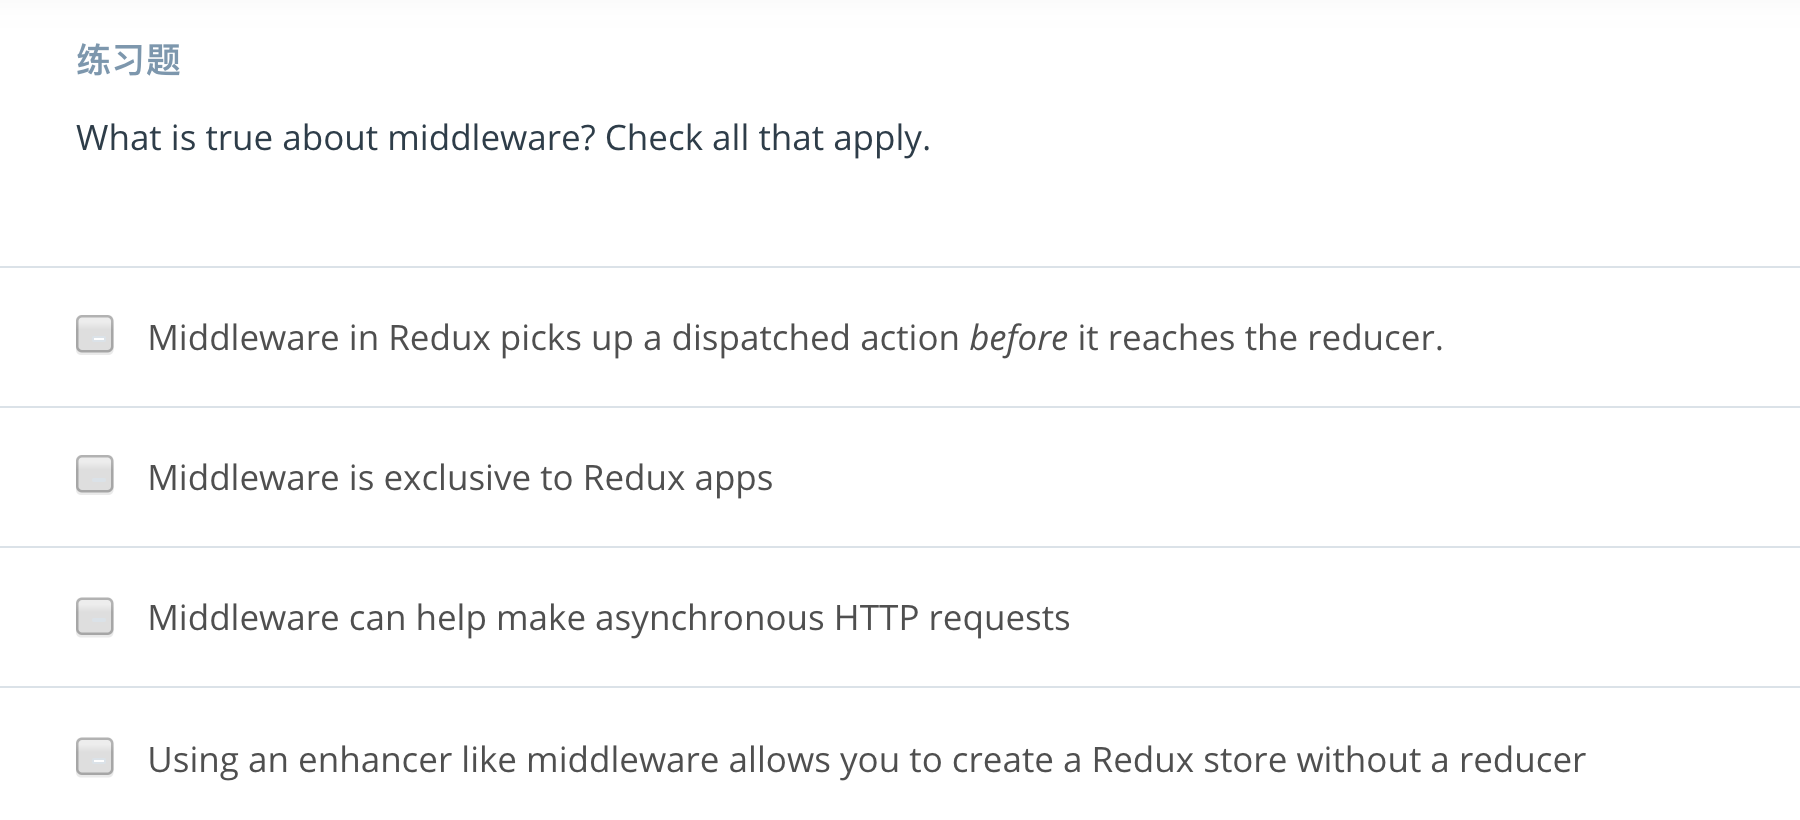 练习题
What is true about middleware? Check all that apply.
Middleware in Redux picks up a dispatched action before it reaches the reducer.
Middleware is exclusive to Redux apps
Middleware can help make asynchronous HTTP requests
Using an enhancer like middleware allows you to create a Redux store without a reducer